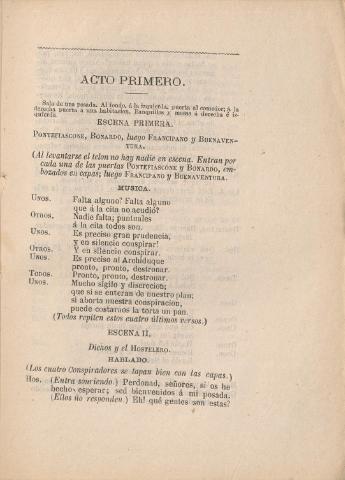 ACTO PRIMERO.
Sala de una posada. Al fondo, á la izquierda, puerta al comedor; á la
derecha puerta a una habitacion. Banquillos y mesas á derecha é iz-
quierda.
ESCENA PRIMERA.
PONTEFIASCONE, BONARDO, luego FRANCIPANO y BUENAVEN-
TURA.
(Al levantarse el telon no hay nadie en escena. Entran por
cada una de las puertas PONTEFIASCONE y BONARDO, em-
bozados en capas; luego FRANCIPANO y BUENAVENTURA.
MUSICA.
UNOS. Falta alguno? Falta alguno
que á la cita no acudió?
OTROS. Nadie falta; puntuales
á la cita todos son.
UNOS. Es preciso gran prudencia,
y en silencio conspirar!
OTROS. Y en silencio conspirar.
UNOS. Es preciso al Archiduque
pronto, pronto, destronar.
TODOS. Pronto, pronto, destronar.
UNOS. Mucho sigilo y discrecion;
que si se enteran de nuestro plan;
si aborta nuestra conspiracion,
puede costarnos la torta un pan.
(Todos repiten estos cuatro últimos versos.)
ESCENA II.
Dichos y el HOSTELERO.
HABLADO.
(Los cuatro Conspiradores se tapan bien con las capas.)
HOS. (Entra sonriendo.) Perdonad, señores, si os he
hecho esperar; sed bienvenidos á mi posada.
(Ellos no responden.) Eh! qué gentes son estas?